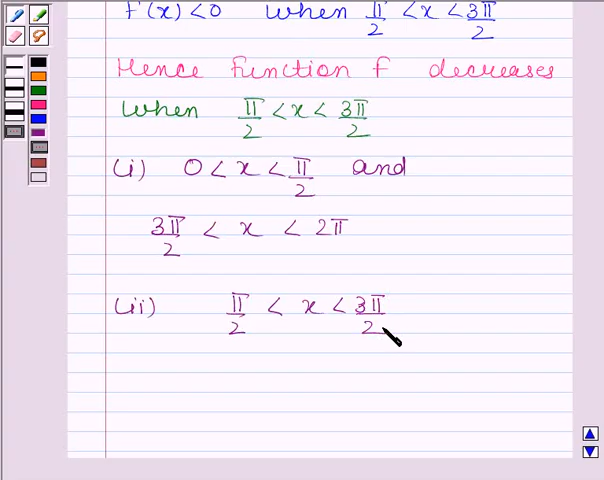 F'(x) < 0 When π/2 < x < 3π/2
Hence Function f decreases
When π/2 < x < 3π/2
(i) 0 < x < π/2 and
3π/2 < x < 2π
(ii) π/2 < x < 3π/2